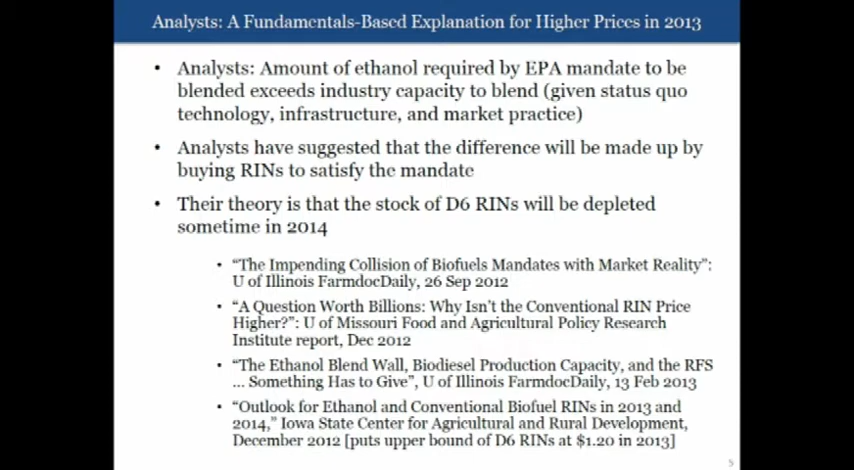 Analysts: A Fundamentals-Based Explanation for Higher Prices in 2013
• Analysts: Amount of ethanol required by EPA mandate to be
blended exceeds industry capacity to blend (given status quo
technology, infrastructure, and market practice)
• Analysts have suggested that the difference will be made up by
buying RINs to satisfy the mandate
• Their theory is that the stock of D6 RINs will be depleted
sometime in 2014
• “The Impending Collision of Biofuels Mandates with Market Reality”:
U of Illinois FarmdocDaily, 26 Sep 2012
• “A Question Worth Billions: Why Isn’t the Conventional RIN Price
Higher?”: U of Missouri Food and Agricultural Policy Research
Institute report, Dec 2012
• “The Ethanol Blend Wall, Biodiesel Production Capacity, and the RFS
... Something Has to Give”, U of Illinois FarmdocDaily, 13 Feb 2013
• “Outlook for Ethanol and Conventional Biofuel RINs in 2013 and
2014,” Iowa State Center for Agricultural and Rural Development,
December 2012 [puts upper bound of D6 RINs at $1.20 in 2013]
5